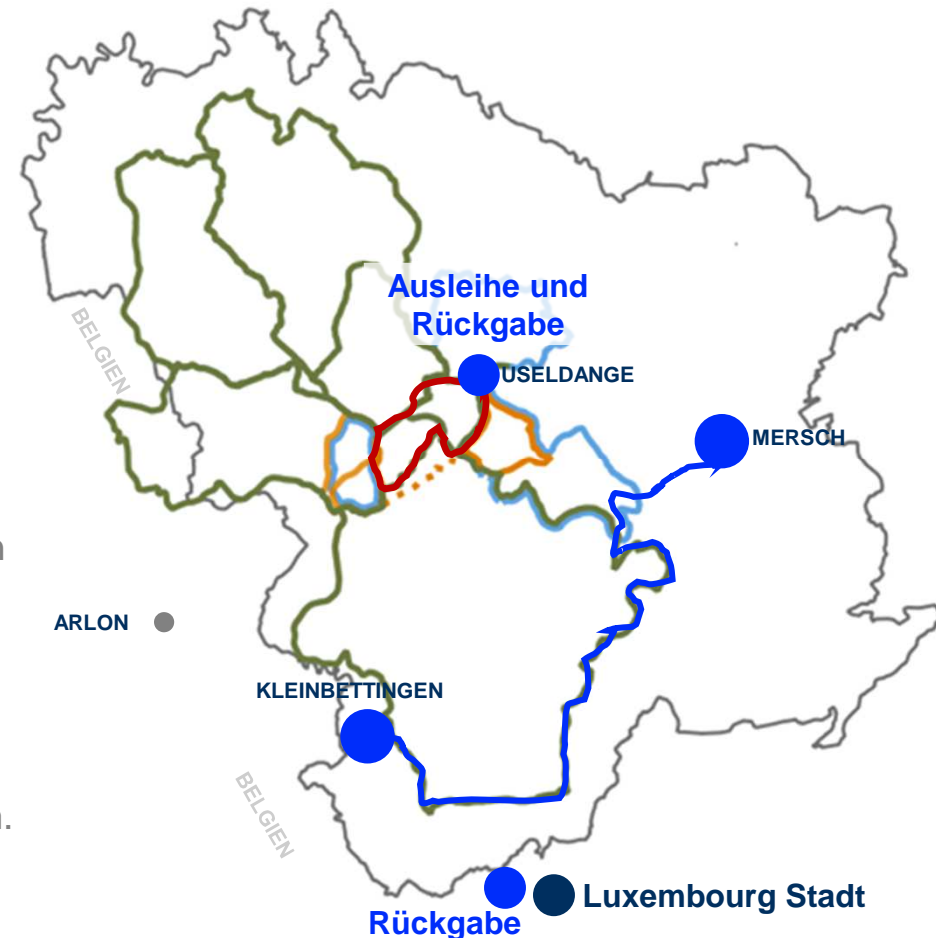 Ausleihe und
Rückgabe
BELGIEN
USELDANGE
MERSCH
ARLON
KLEINBETTINGEN
BELGIEN
Luxembourg Stadt
Rückgabe